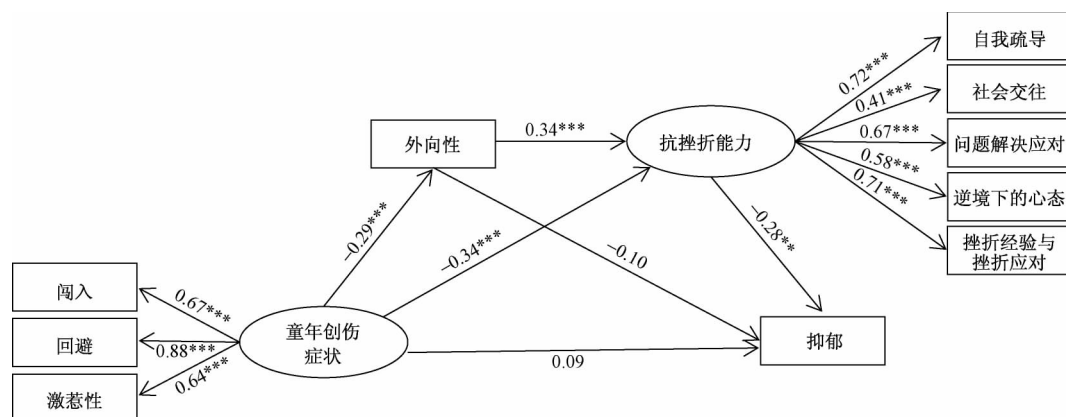 自我疏导
0.72***
社会交往
0.41***
外向性
0.34***
抗挫折能力
0.67***
问题解决应对
0.58***
逆境下的心态
0.71***
挫折经验与
挫折应对
−0.29***
−0.34***
−0.10
−0.28**
闯入
0.67***
回避
0.88***
童年创伤
症状
0.09
抑郁
0.64***
激惹性